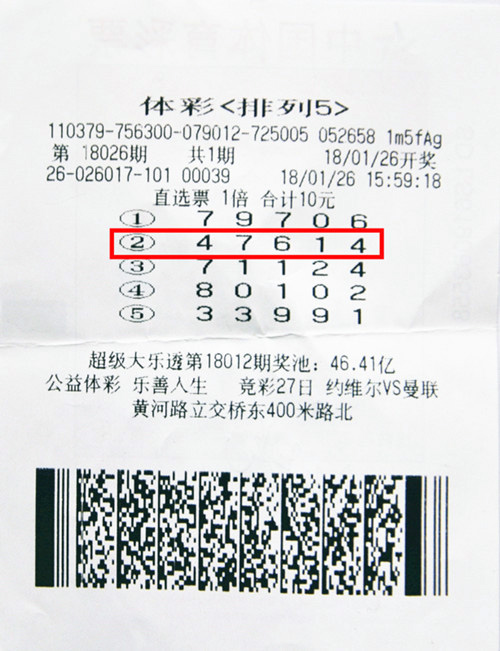 体彩<排列5>
110379-756300-079012-725005 052658 1m5fAg
第 18026期 共1期 18/01/26开奖
26-026017-101 00039 18/01/26 15:59:18
直选票 1倍 合计10元
① 7 9 7 0 6
② 4 7 6 1 4
③ 7 1 1 2 4
④ 8 0 1 0 2
⑤ 3 3 9 9 1
超级大乐透第18012期奖池: 46.41亿
公益体彩 乐善人生 竞彩27日 约维尔VS曼联
黄河路立交桥东400米路北